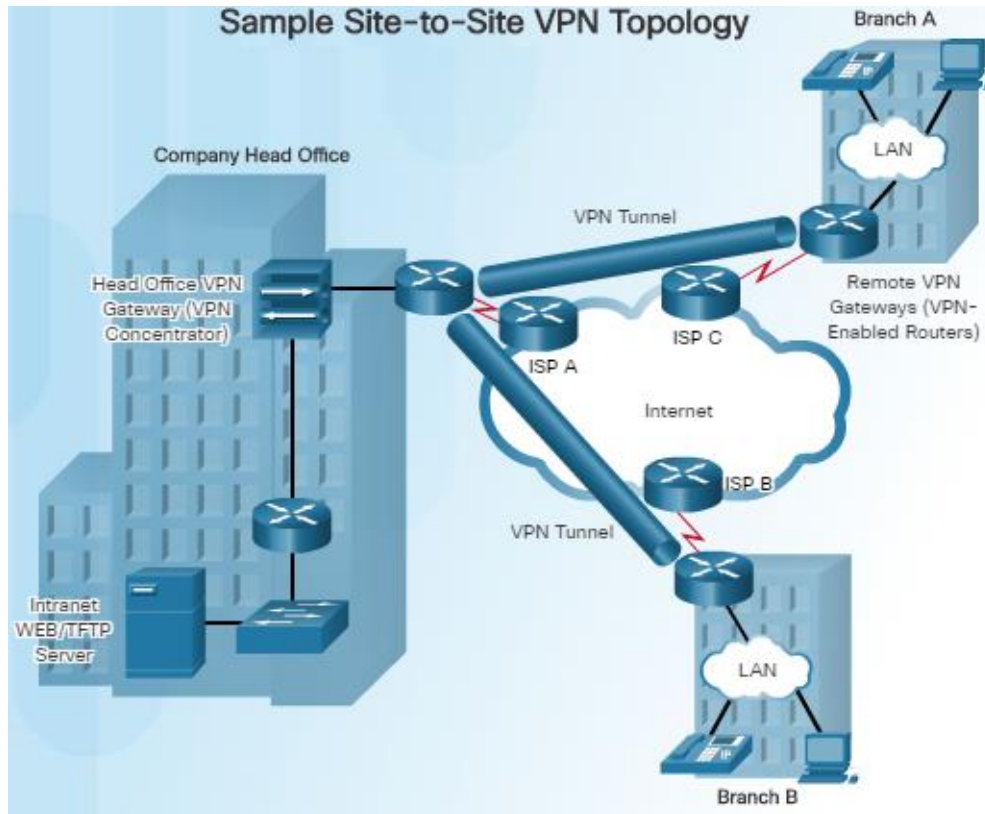 Sample Site-to-Site VPN Topology
Branch A
LAN
Company Head Office
VPN Tunnel
Head Office VPN
Gateway (VPN
Concentrator)
Remote VPN
Gateways (VPN-
Enabled Routers)
ISP C
ISP A
Internet
ISP B
VPN Tunnel
Intranet
WEB/TFTP
Server
LAN
IP
Branch B